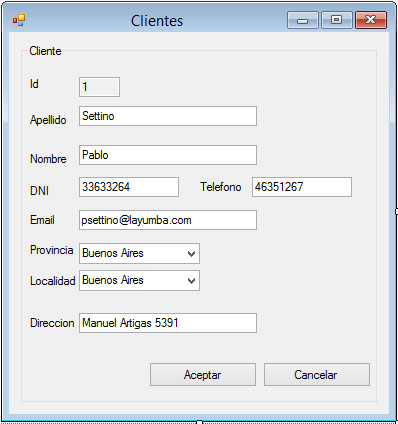 Clientes
Cliente
Id 1
Apellido Settino
Nombre Pablo
DNI 33633264 Telefono 46351267
Email psettino@layumba.com
Provincia Buenos Aires
Localidad Buenos Aires
Direccion Manuel Artigas 5391
Aceptar Cancelar